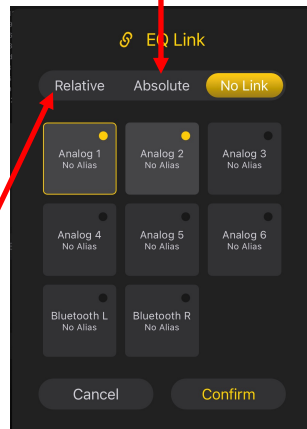 EQ Link
Relative Absolute No Link
Analog 1 Analog 2 Analog 3
No Alias No Alias No Alias
Analog 4 Analog 5 Analog 6
No Alias No Alias No Alias
Bluetooth L Bluetooth R
No Alias No Alias
Cancel Confirm